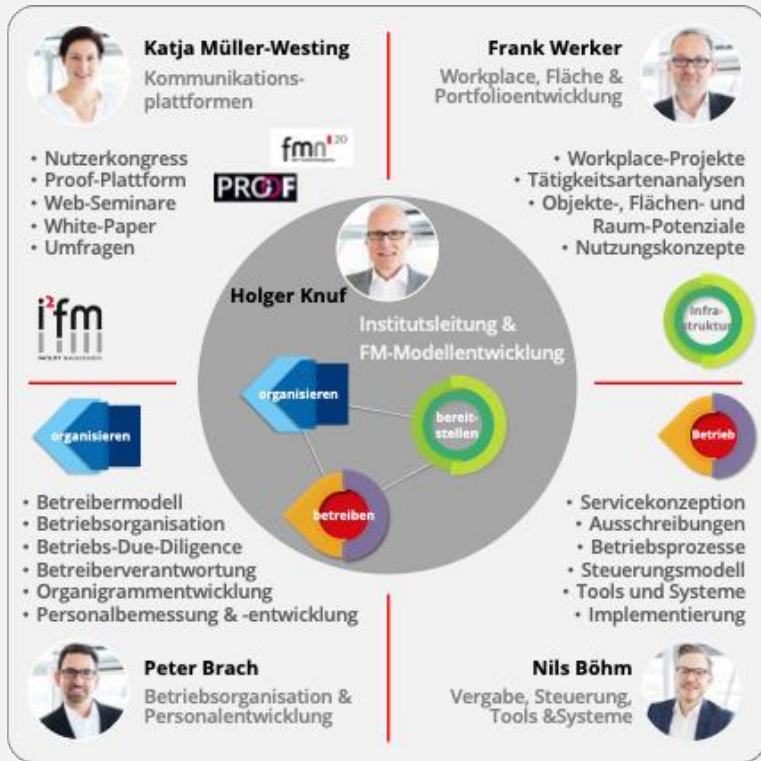 Katja Müller-Westing
Kommunikations-
plattformen
• Nutzerkongress
• Proof-Plattform
• Web-Seminare
• White-Paper
• Umfragen
fmn 20
PROOF
i²fm
Frank Werker
Workplace, Fläche &
Portfolioentwicklung
• Workplace-Projekte
• Tätigkeitsartenanalysen
• Objekte-, Flächen- und
Raum-Potenziale
• Nutzungskonzepte
Infra-
struktur
Holger Knuf
Institutsleitung &
FM-Modellentwicklung
organisieren
bereit-
stellen
betreiben
organisieren
• Betreibermodell
• Betriebsorganisation
• Betriebs-Due-Diligence
• Betreiberverantwortung
• Organigrammentwicklung
• Personalbemessung & -entwicklung
Peter Brach
Betriebsorganisation &
Personalentwicklung
Betrieb
• Servicekonzeption
• Ausschreibungen
• Betriebsprozesse
• Steuerungsmodell
• Tools und Systeme
• Implementierung
Nils Böhm
Vergabe, Steuerung,
Tools &Systeme